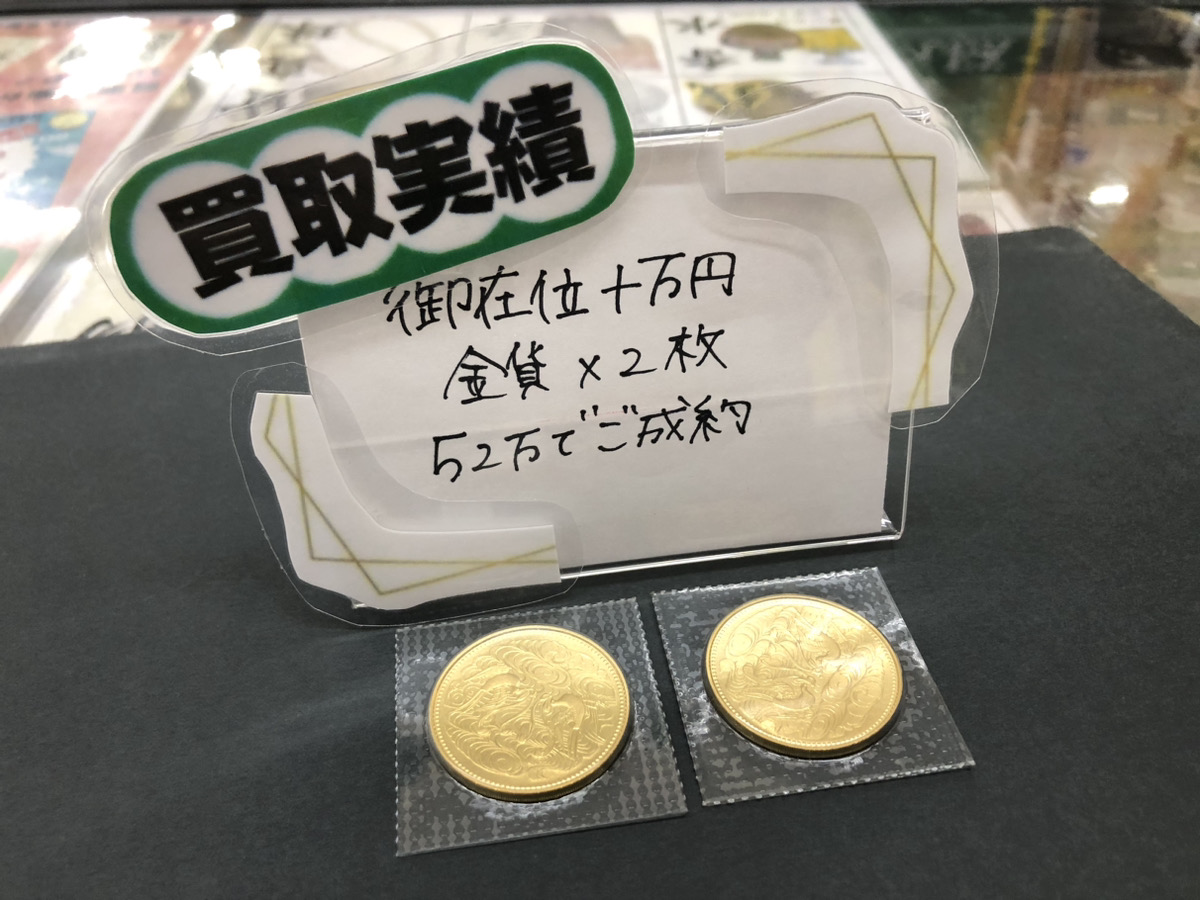 買取実績
御在位十万円
金貨×2枚
52万でご成約